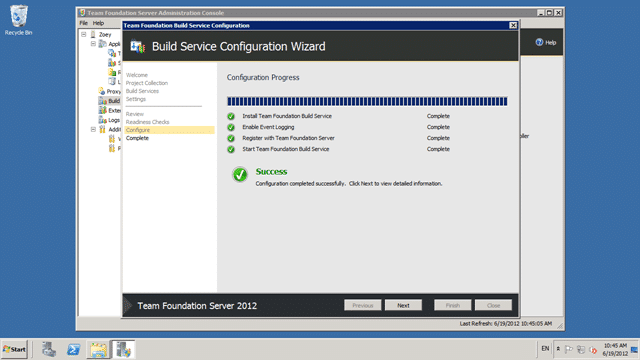 Recycle Bin
Team Foundation Server Administration Console
File Help
Zoey
Appl
Proxy
Build
Exten
Logs
Addit
Help
Team Foundation Build Service Configuration
Build Service Configuration Wizard
Welcome
Project Collection
Build Services
Settings
Review
Readiness Checks
Configure
Complete
Configuration Progress
Install Team Foundation Build Service Complete
Enable Event Logging Complete
Register with Team Foundation Server Complete
Start Team Foundation Build Service Complete
Success
Configuration completed successfully. Click Next to view detailed information.
Team Foundation Server 2012
Previous Next Finish Close
Last Refresh: 6/19/2012 10:45:05 AM
Start
EN
10:45 AM
6/19/2012